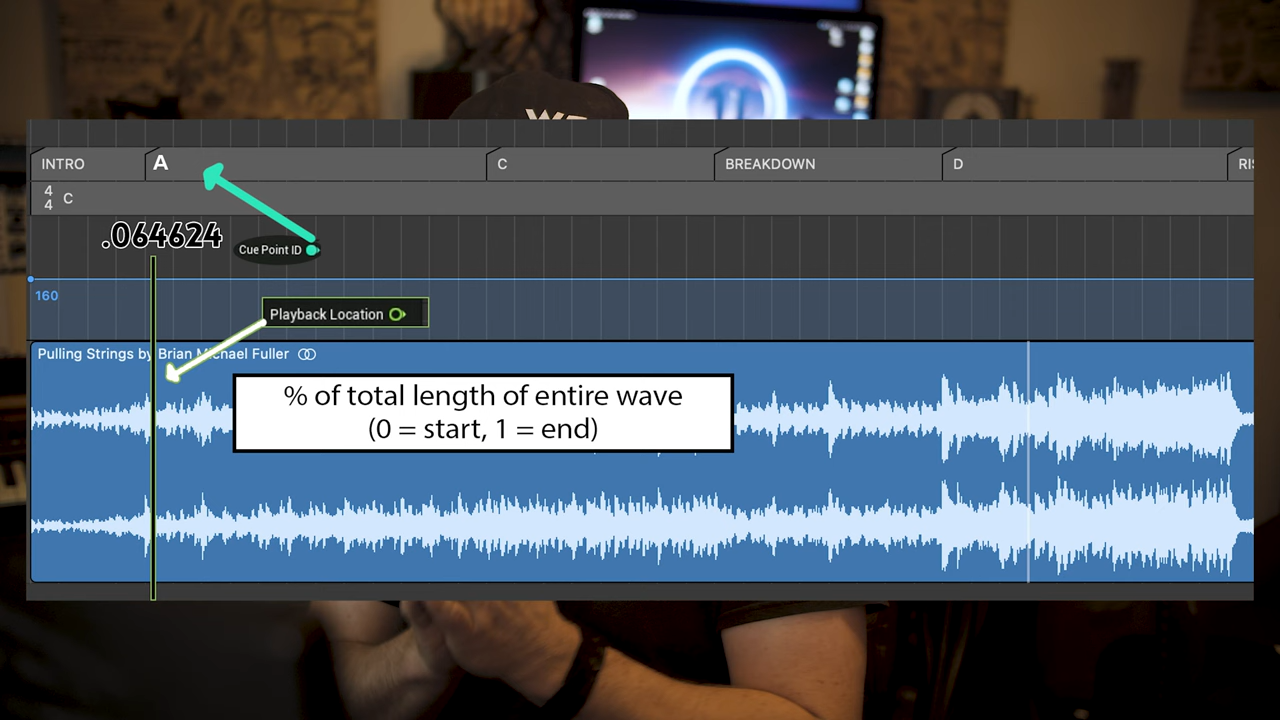 INTRO
A
C
BREAKDOWN
D
4
4
C
.064624
Cue Point ID
160
Playback Location
Pulling Strings by Brian Michael Fuller
% of total length of entire wave
(0 = start, 1 = end)